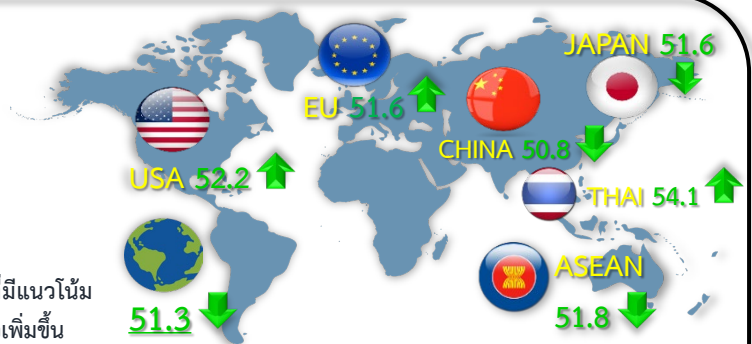 JAPAN 51.6
EU 51.6
CHINA 50.8
USA 52.2
THAI 54.1
ASEAN
51.8
มีแนวโน้ม
เพิ่มขึ้น
51.3